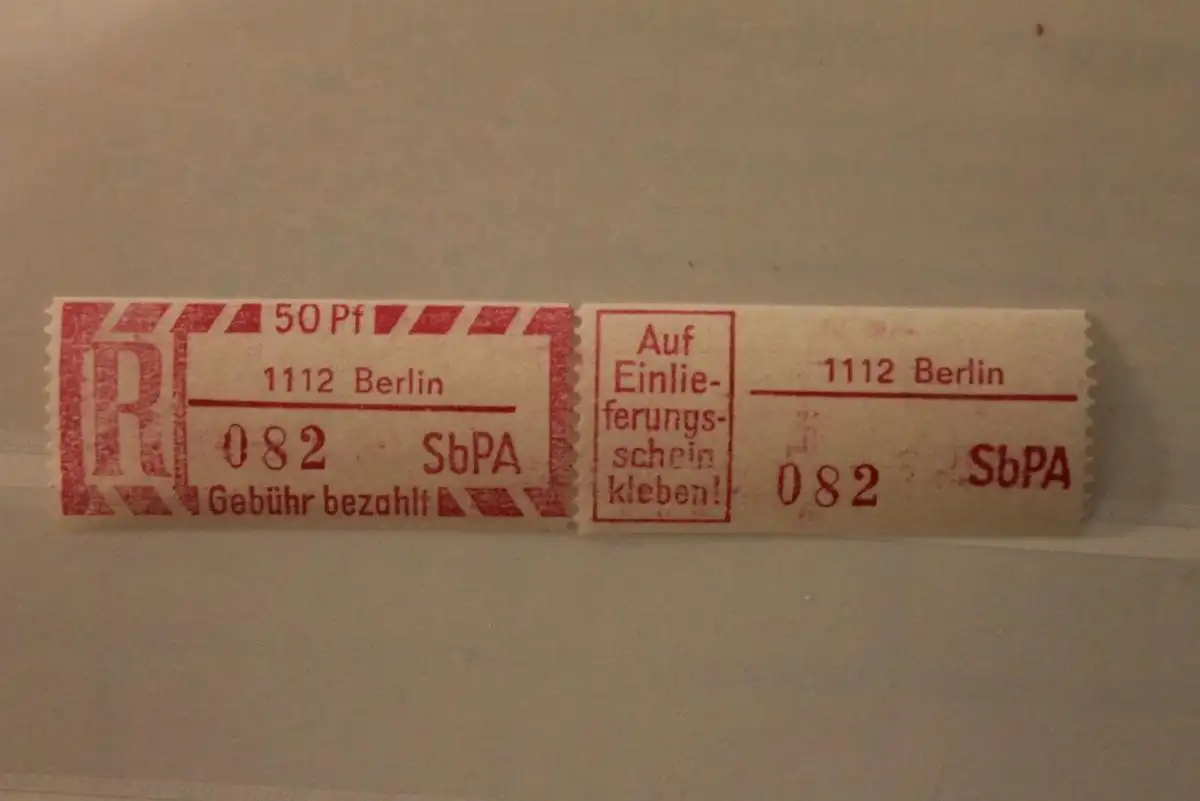 50 Pf
R
1112 Berlin
082 SbPA
Gebühr bezahlt
Auf
Einlie-
ferungs-
schein
kleben!
1112 Berlin
082 SbPA